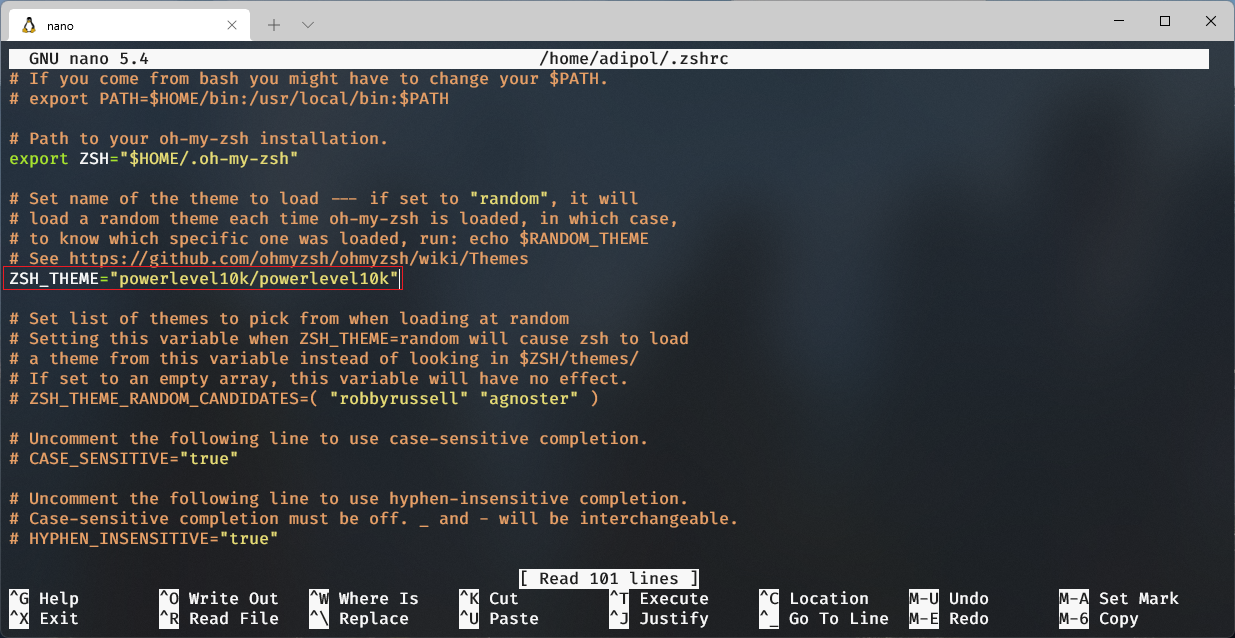 nano
GNU nano 5.4 /home/adipol/.zshrc
# If you come from bash you might have to change your $PATH.
# export PATH=$HOME/bin:/usr/local/bin:$PATH
# Path to your oh-my-zsh installation.
export ZSH="$HOME/.oh-my-zsh"
# Set name of the theme to load --- if set to "random", it will
# load a random theme each time oh-my-zsh is loaded, in which case,
# to know which specific one was loaded, run: echo $RANDOM_THEME
# See https://github.com/ohmyzsh/ohmyzsh/wiki/Themes
ZSH_THEME="powerlevel10k/powerlevel10k"
# Set list of themes to pick from when loading at random
# Setting this variable when ZSH_THEME=random will cause zsh to load
# a theme from this variable instead of looking in $ZSH/themes/
# If set to an empty array, this variable will have no effect.
# ZSH_THEME_RANDOM_CANDIDATES=( "robbyrussell" "agnoster" )
# Uncomment the following line to use case-sensitive completion.
# CASE_SENSITIVE="true"
# Uncomment the following line to use hyphen-insensitive completion.
# Case-sensitive completion must be off. _ and - will be interchangeable.
# HYPHEN_INSENSITIVE="true"
[ Read 101 lines ]
^G Help ^O Write Out ^W Where Is ^K Cut ^T Execute ^C Location M-U Undo M-A Set Mark
^X Exit ^R Read File ^\ Replace ^U Paste ^J Justify ^_ Go To Line M-E Redo M-6 Copy